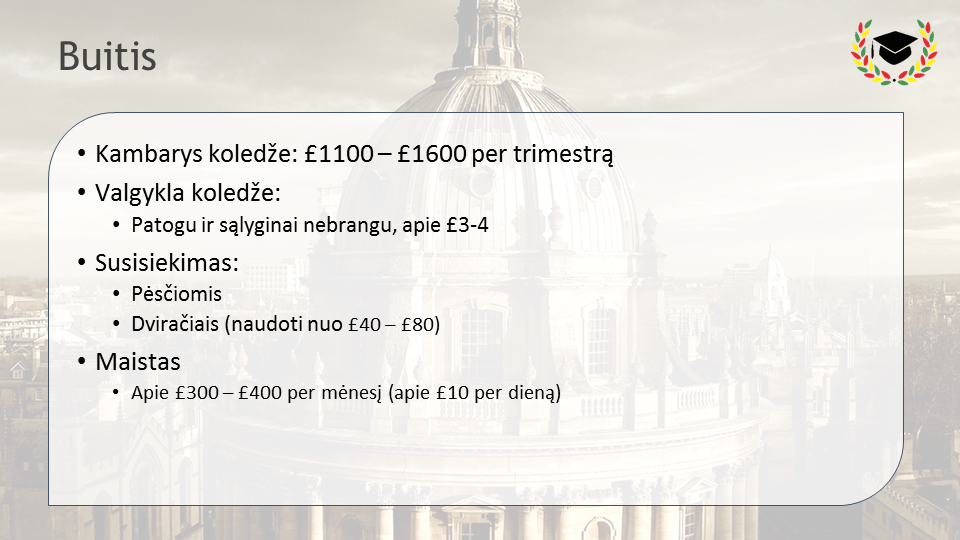 Buitis
• Kambarys koledže: £1100 – £1600 per trimestrą
• Valgykla koledže:
• Patogu ir sąlyginai nebrangu, apie £3-4
• Susisiekimas:
• Pėsčiomis
• Dviračiais (naudoti nuo £40 – £80)
• Maistas
• Apie £300 – £400 per mėnesį (apie £10 per dieną)